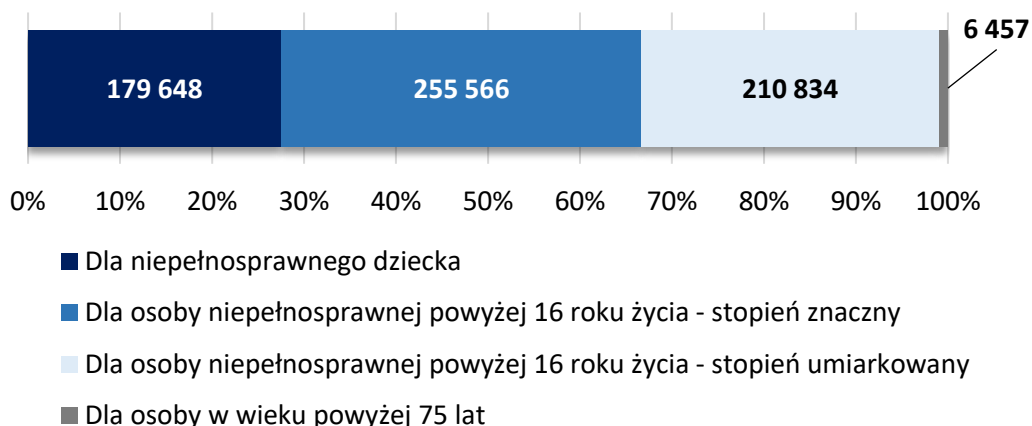 6 457
179 648 255 566 210 834
0% 10% 20% 30% 40% 50% 60% 70% 80% 90% 100%
Dla niepełnosprawnego dziecka
Dla osoby niepełnosprawnej powyżej 16 roku życia - stopień znaczny
Dla osoby niepełnosprawnej powyżej 16 roku życia - stopień umiarkowany
Dla osoby w wieku powyżej 75 lat